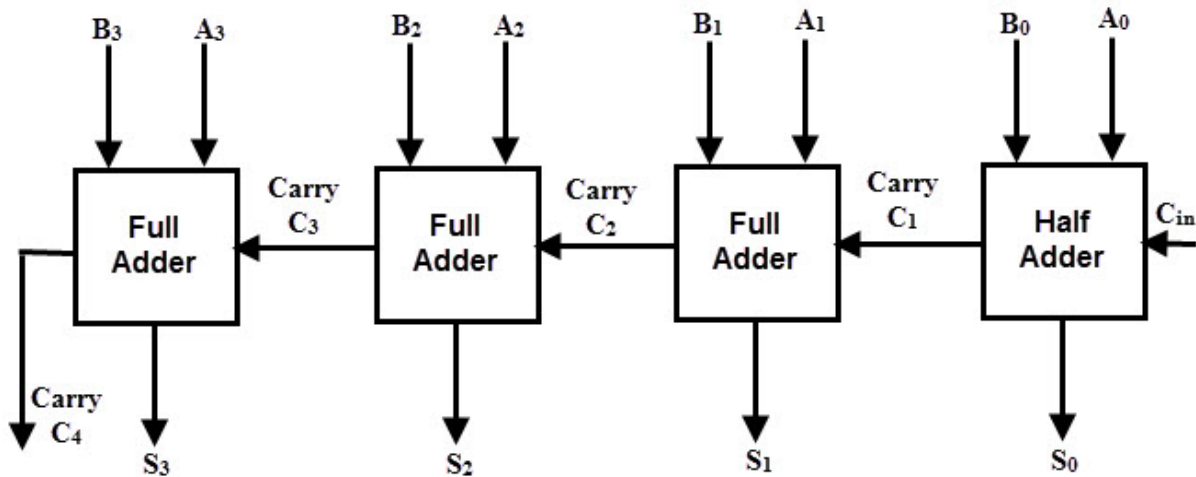 B₃ A₃ B₂ A₂ B₁ A₁ B₀ A₀
Carry
C₃
Carry
C₂
Carry
C₁
Cin
Full
Adder
Full
Adder
Full
Adder
Half
Adder
Carry
C₄
S₃ S₂ S₁ S₀